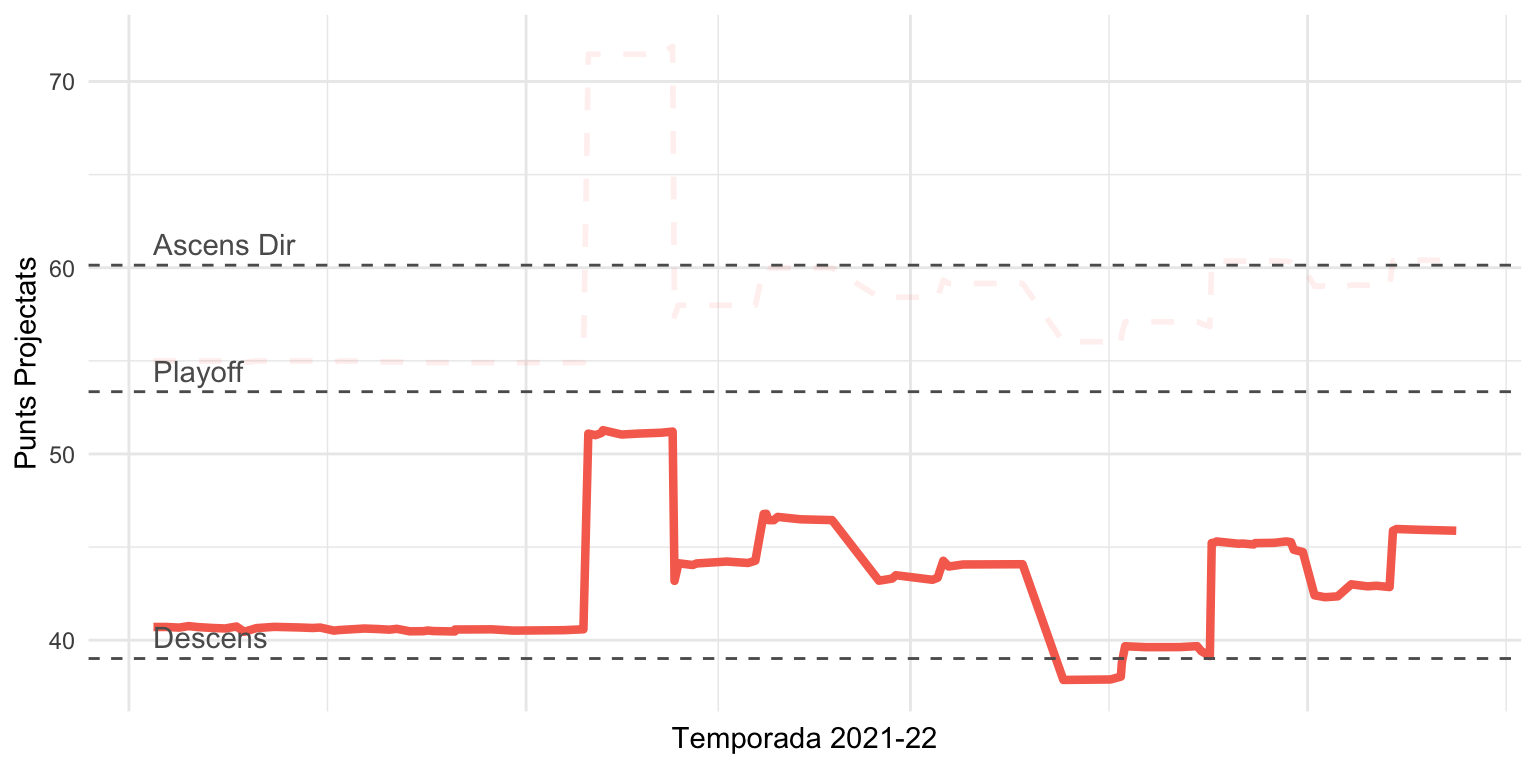 70
Ascens Dir
60
Playoff
50
Descens
40
Punts Projectats
Temporada 2021-22